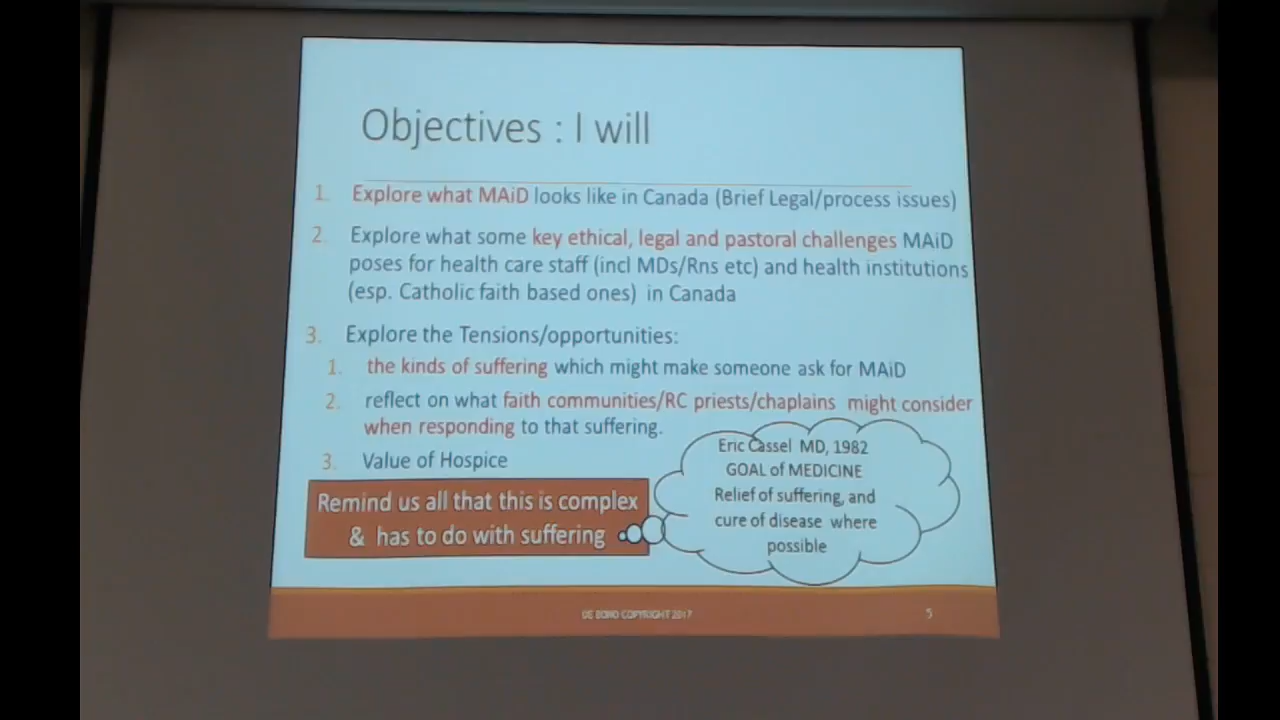 Objectives : I will
1. Explore what MAiD looks like in Canada (Brief Legal/process issues)
2. Explore what some key ethical, legal and pastoral challenges MAiD
poses for health care staff (incl MDs/Rns etc) and health institutions
(esp. Catholic faith based ones) in Canada
3. Explore the Tensions/opportunities:
1. the kinds of suffering which might make someone ask for MAiD
2. reflect on what faith communities/RC priests/chaplains might consider
when responding to that suffering.
3. Value of Hospice
Remind us all that this is complex
& has to do with suffering
Eric Cassel MD, 1982
GOAL of MEDICINE
Relief of suffering, and
cure of disease where
possible
DE BONO COPYRIGHT 2017
5